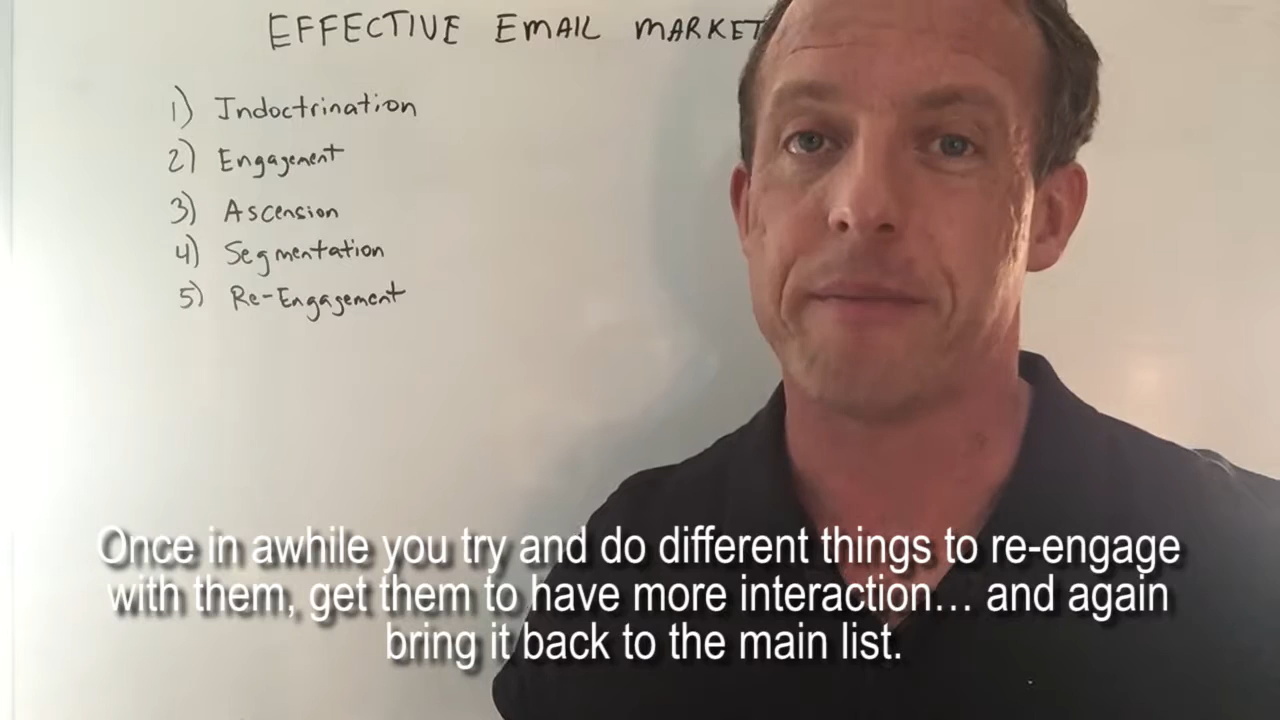 EFFECTIVE EMAIL MARKET
1) Indoctrination
2) Engagement
3) Ascension
4) Segmentation
5) Re-Engagement
Once in awhile you try and do different things to re-engage
with them, get them to have more interaction... and again
bring it back to the main list.